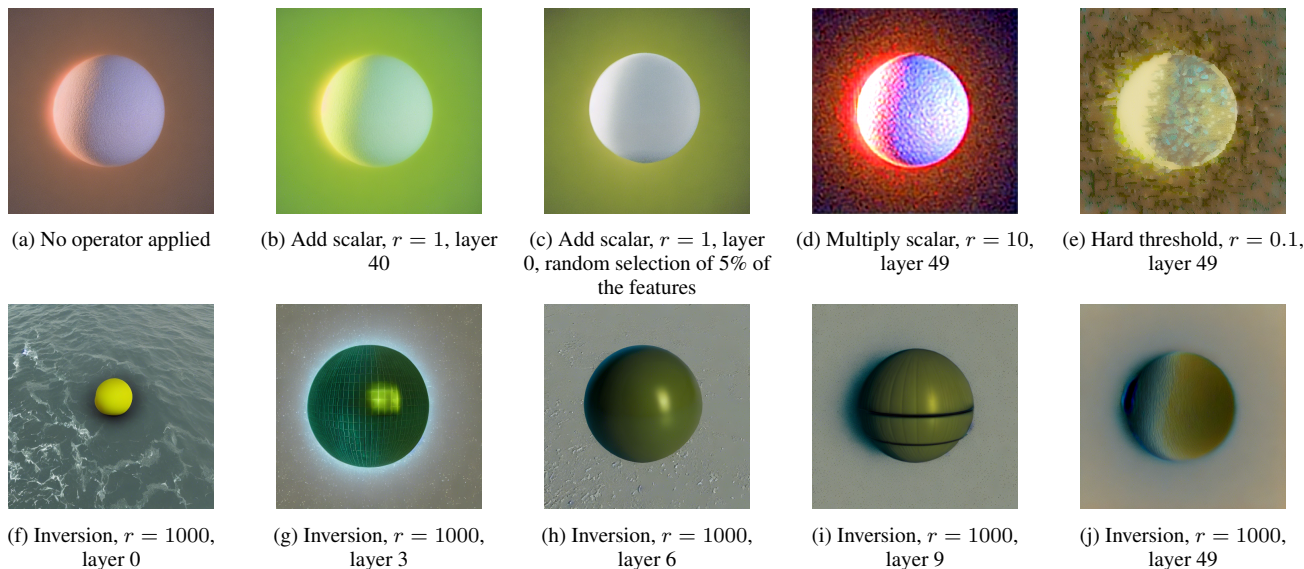 (a) No operator applied
(b) Add scalar, r = 1, layer
40
(c) Add scalar, r = 1, layer
0, random selection of 5% of
the features
(d) Multiply scalar, r = 10,
layer 49
(e) Hard threshold, r = 0.1,
layer 49
(f) Inversion, r = 1000,
layer 0
(g) Inversion, r = 1000,
layer 3
(h) Inversion, r = 1000,
layer 6
(i) Inversion, r = 1000,
layer 9
(j) Inversion, r = 1000,
layer 49